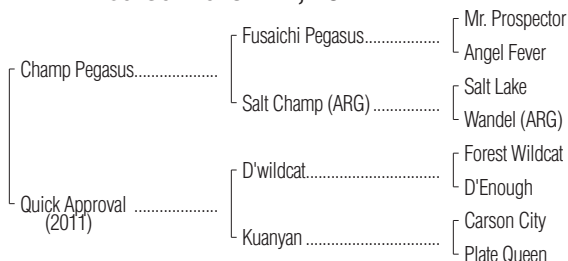 Mr. Prospector
Fusaichi Pegasus
Angel Fever
Champ Pegasus
Salt Lake
Salt Champ (ARG)
Wandel (ARG)
Forest Wildcat
D'wildcat
D'Enough
Quick Approval
(2011)
Carson City
Kuanyan
Plate Queen